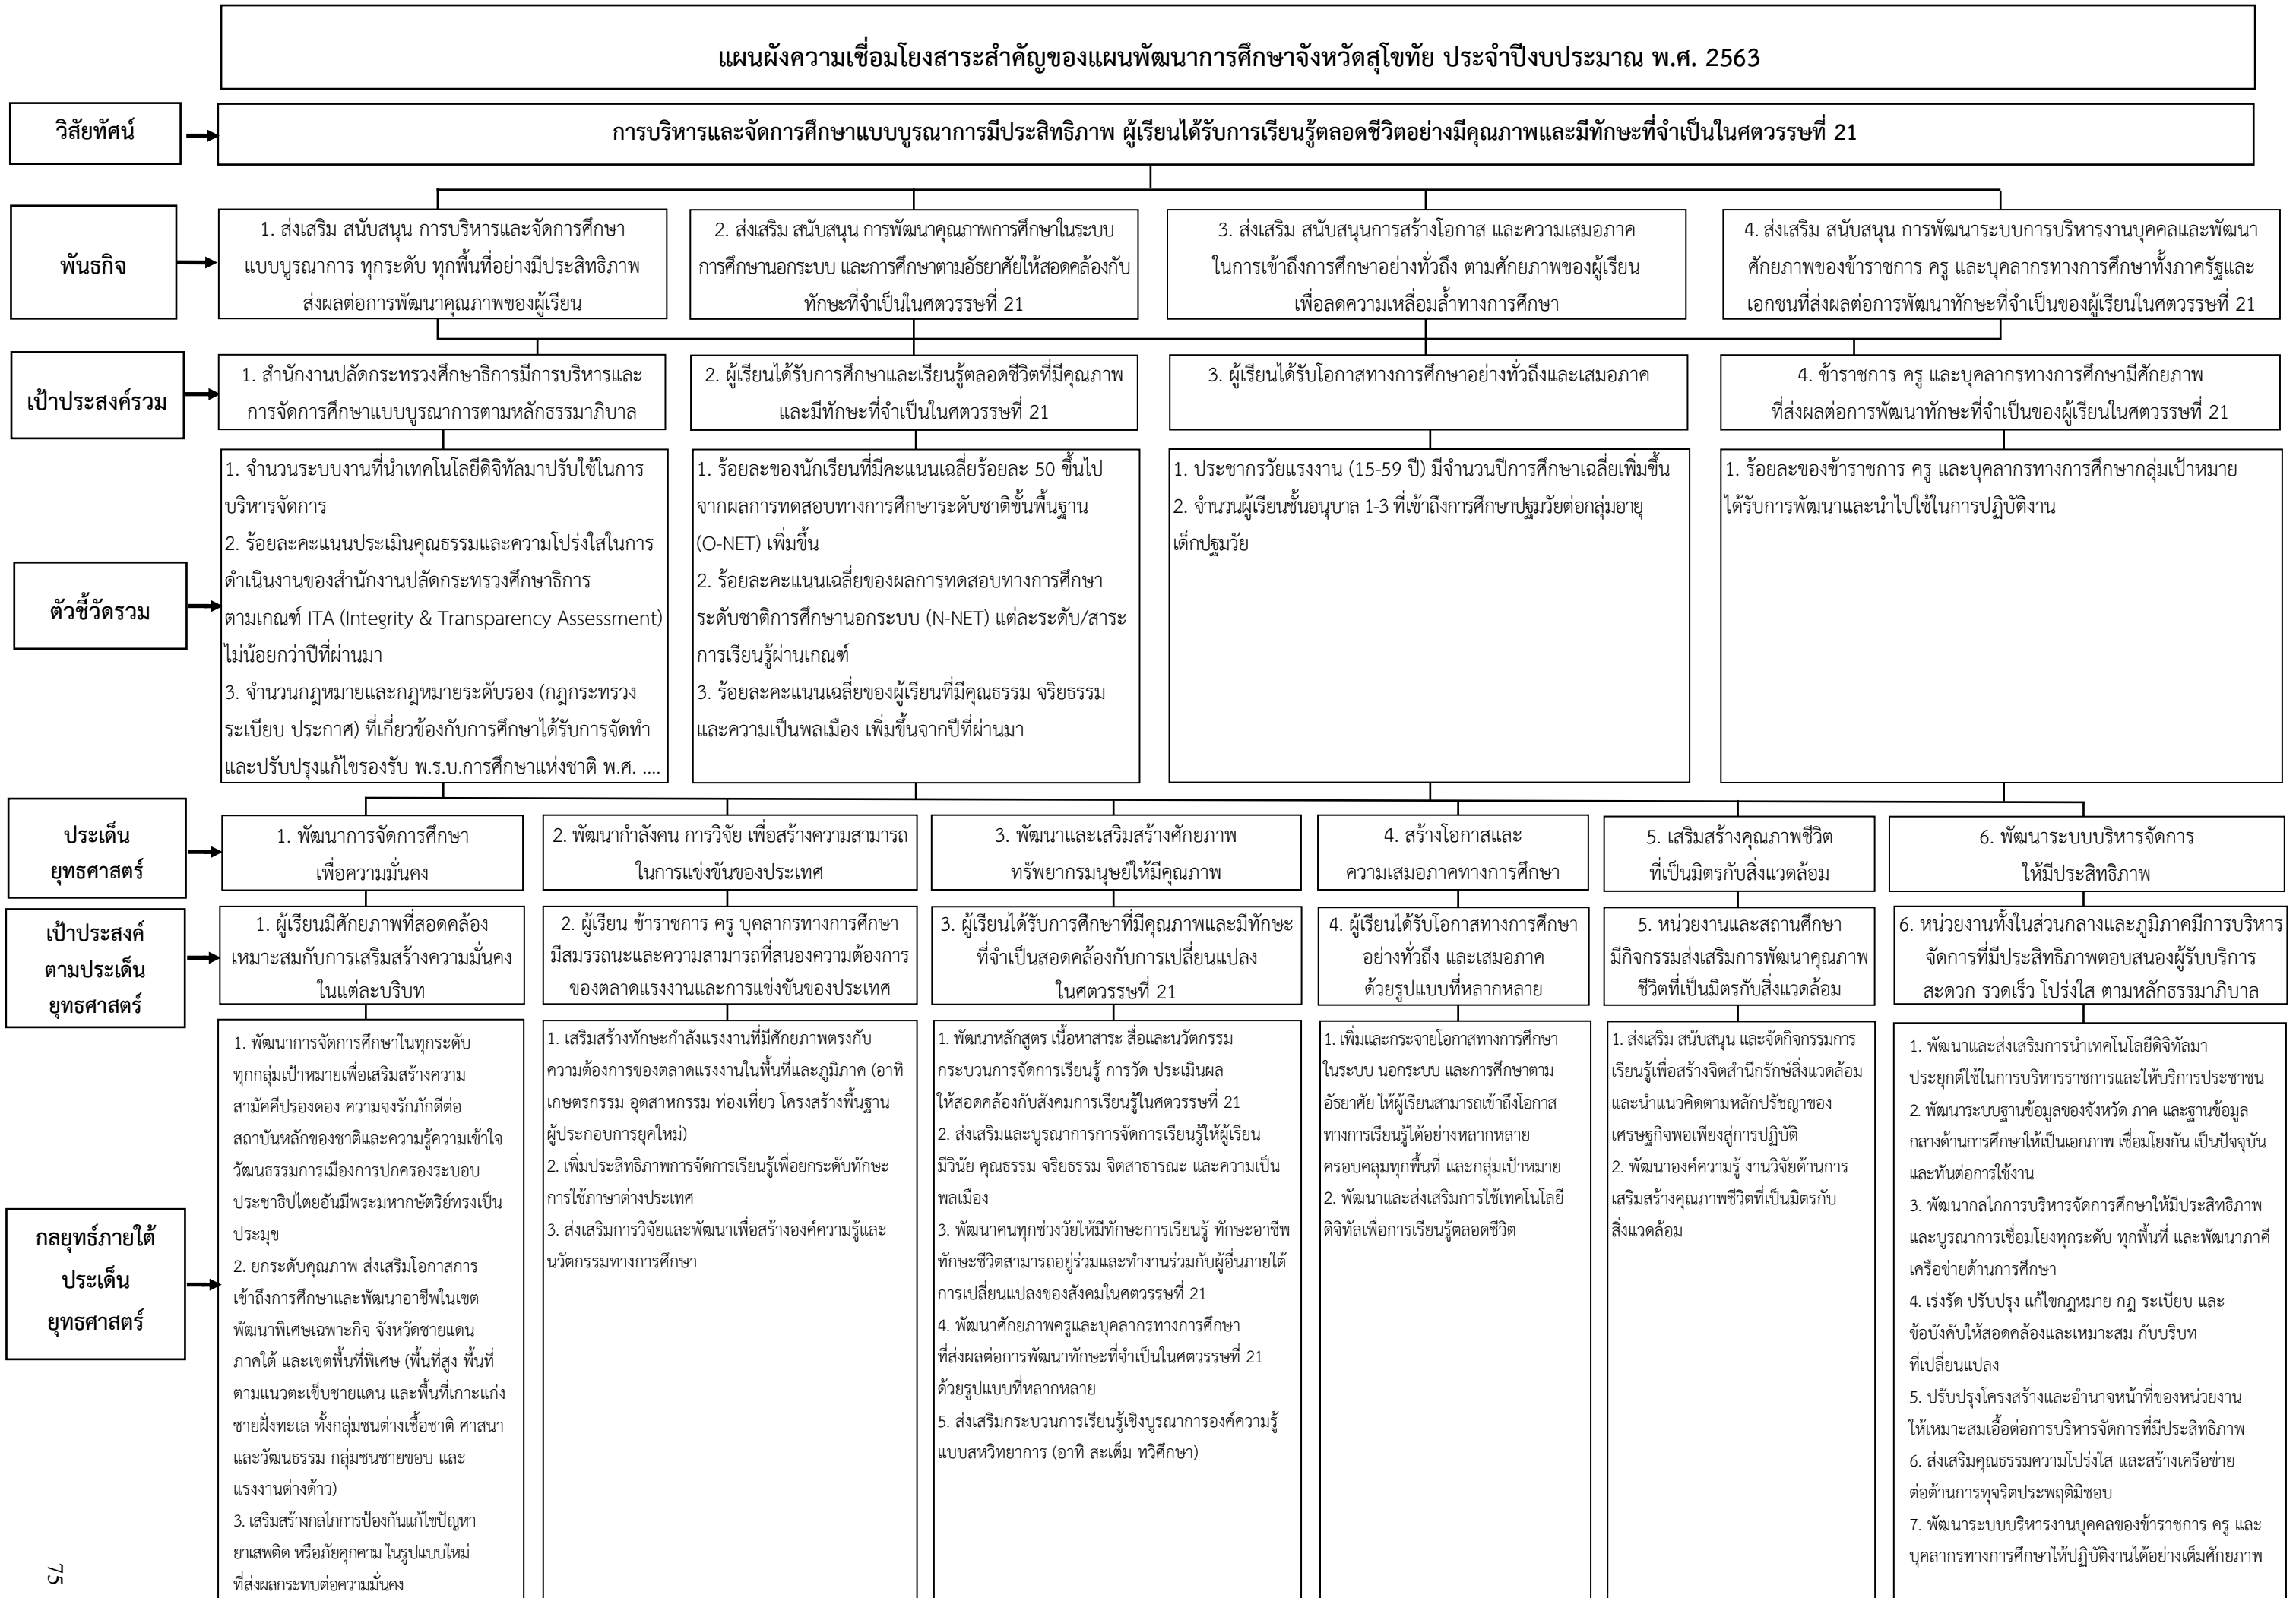 แผนผังความเชื่อมโยงสาระสำคัญของแผนพัฒนาการศึกษาจังหวัดสุโขทัย ประจำปีงบประมาณ พ.ศ. 2563
วิสัยทัศน์
การบริหารและจัดการศึกษาแบบบูรณาการมีประสิทธิภาพ ผู้เรียนได้รับการเรียนรู้ตลอดชีวิตอย่างมีคุณภาพและมีทักษะที่จำเป็นในศตวรรษที่ 21
พันธกิจ
1. ส่งเสริม สนับสนุน การบริหารและจัดการศึกษา
แบบบูรณาการ ทุกระดับ ทุกพื้นที่อย่างมีประสิทธิภาพ
ส่งผลต่อการพัฒนาคุณภาพของผู้เรียน
2. ส่งเสริม สนับสนุน การพัฒนาคุณภาพการศึกษาในระบบ
การศึกษานอกระบบ และการศึกษาตามอัธยาศัยให้สอดคล้องกับ
ทักษะที่จำเป็นในศตวรรษที่ 21
3. ส่งเสริม สนับสนุนการสร้างโอกาส และความเสมอภาค
ในการเข้าถึงการศึกษาอย่างทั่วถึง ตามศักยภาพของผู้เรียน
เพื่อลดความเหลื่อมล้ำทางการศึกษา
4. ส่งเสริม สนับสนุน การพัฒนาระบบการบริหารงานบุคคลและพัฒนา
ศักยภาพของข้าราชการ ครู และบุคลากรทางการศึกษาทั้งภาครัฐและ
เอกชนที่ส่งผลต่อการพัฒนาทักษะที่จำเป็นของผู้เรียนในศตวรรษที่ 21
เป้าประสงค์รวม
1. สำนักงานปลัดกระทรวงศึกษาธิการมีการบริหารและ
การจัดการศึกษาแบบบูรณาการตามหลักธรรมาภิบาล
2. ผู้เรียนได้รับการศึกษาและเรียนรู้ตลอดชีวิตที่มีคุณภาพ
และมีทักษะที่จำเป็นในศตวรรษที่ 21
3. ผู้เรียนได้รับโอกาสทางการศึกษาอย่างทั่วถึงและเสมอภาค
4. ข้าราชการ ครู และบุคลากรทางการศึกษามีศักยภาพ
ที่ส่งผลต่อการพัฒนาทักษะที่จำเป็นของผู้เรียนในศตวรรษที่ 21
ตัวชี้วัดรวม
1. จำนวนระบบงานที่นำเทคโนโลยีดิจิทัลมาปรับใช้ในการ
บริหารจัดการ
2. ร้อยละคะแนนประเมินคุณธรรมและความโปร่งใสในการ
ดำเนินงานของสำนักงานปลัดกระทรวงศึกษาธิการ
ตามเกณฑ์ ITA (Integrity & Transparency Assessment)
ไม่น้อยกว่าปีที่ผ่านมา
3. จำนวนกฎหมายและกฎหมายระดับรอง (กฎกระทรวง
ระเบียบ ประกาศ) ที่เกี่ยวข้องกับการศึกษาได้รับการจัดทำ
และปรับปรุงแก้ไขรองรับ พ.ร.บ.การศึกษาแห่งชาติ พ.ศ. ....
1. ร้อยละของนักเรียนที่มีคะแนนเฉลี่ยร้อยละ 50 ขึ้นไป
จากผลการทดสอบทางการศึกษาระดับชาติขั้นพื้นฐาน
(O-NET) เพิ่มขึ้น
2. ร้อยละคะแนนเฉลี่ยของผลการทดสอบทางการศึกษา
ระดับชาติการศึกษานอกระบบ (N-NET) แต่ละระดับ/สาระ
การเรียนรู้ผ่านเกณฑ์
3. ร้อยละคะแนนเฉลี่ยของผู้เรียนที่มีคุณธรรม จริยธรรม
และความเป็นพลเมือง เพิ่มขึ้นจากปีที่ผ่านมา
1. ประชากรวัยแรงงาน (15-59 ปี) มีจำนวนปีการศึกษาเฉลี่ยเพิ่มขึ้น
2. จำนวนผู้เรียนชั้นอนุบาล 1-3 ที่เข้าถึงการศึกษาปฐมวัยต่อกลุ่มอายุ
เด็กปฐมวัย
1. ร้อยละของข้าราชการ ครู และบุคลากรทางการศึกษากลุ่มเป้าหมาย
ได้รับการพัฒนาและนำไปใช้ในการปฏิบัติงาน
ประเด็น
ยุทธศาสตร์
1. พัฒนาการจัดการศึกษา
เพื่อความมั่นคง
2. พัฒนากำลังคน การวิจัย เพื่อสร้างความสามารถ
ในการแข่งขันของประเทศ
3. พัฒนาและเสริมสร้างศักยภาพ
ทรัพยากรมนุษย์ให้มีคุณภาพ
4. สร้างโอกาสและ
ความเสมอภาคทางการศึกษา
5. เสริมสร้างคุณภาพชีวิต
ที่เป็นมิตรกับสิ่งแวดล้อม
6. พัฒนาระบบบริหารจัดการ
ให้มีประสิทธิภาพ
เป้าประสงค์
ตามประเด็น
ยุทธศาสตร์
1. ผู้เรียนมีศักยภาพที่สอดคล้อง
เหมาะสมกับการเสริมสร้างความมั่นคง
ในแต่ละบริบท
2. ผู้เรียน ข้าราชการ ครู บุคลากรทางการศึกษา
มีสมรรถนะและความสามารถที่สนองความต้องการ
ของตลาดแรงงานและการแข่งขันของประเทศ
3. ผู้เรียนได้รับการศึกษาที่มีคุณภาพและมีทักษะ
ที่จำเป็นสอดคล้องกับการเปลี่ยนแปลง
ในศตวรรษที่ 21
4. ผู้เรียนได้รับโอกาสทางการศึกษา
อย่างทั่วถึง และเสมอภาค
ด้วยรูปแบบที่หลากหลาย
5. หน่วยงานและสถานศึกษา
มีกิจกรรมส่งเสริมการพัฒนาคุณภาพ
ชีวิตที่เป็นมิตรกับสิ่งแวดล้อม
6. หน่วยงานทั้งในส่วนกลางและภูมิภาคมีการบริหาร
จัดการที่มีประสิทธิภาพตอบสนองผู้รับบริการ
สะดวก รวดเร็ว โปร่งใส ตามหลักธรรมาภิบาล
กลยุทธ์ภายใต้
ประเด็น
ยุทธศาสตร์
1. พัฒนาการจัดการศึกษาในทุกระดับ
ทุกกลุ่มเป้าหมายเพื่อเสริมสร้างความ
สามัคคีปรองดอง ความจงรักภักดีต่อ
สถาบันหลักของชาติและความรู้ความเข้าใจ
วัฒนธรรมการเมืองการปกครองระบอบ
ประชาธิปไตยอันมีพระมหากษัตริย์ทรงเป็น
ประมุข
2. ยกระดับคุณภาพ ส่งเสริมโอกาสการ
เข้าถึงการศึกษาและพัฒนาอาชีพในเขต
พัฒนาพิเศษเฉพาะกิจ จังหวัดชายแดน
ภาคใต้ และเขตพื้นที่พิเศษ (พื้นที่สูง พื้นที่
ตามแนวตะเข็บชายแดน และพื้นที่เกาะแก่ง
ชายฝั่งทะเล ทั้งกลุ่มชนต่างเชื้อชาติ ศาสนา
และวัฒนธรรม กลุ่มชนชายขอบ และ
แรงงานต่างด้าว)
3. เสริมสร้างกลไกการป้องกันแก้ไขปัญหา
ยาเสพติด หรือภัยคุกคาม ในรูปแบบใหม่
ที่ส่งผลกระทบต่อความมั่นคง
1. เสริมสร้างทักษะกำลังแรงงานที่มีศักยภาพตรงกับ
ความต้องการของตลาดแรงงานในพื้นที่และภูมิภาค (อาทิ
เกษตรกรรม อุตสาหกรรม ท่องเที่ยว โครงสร้างพื้นฐาน
ผู้ประกอบการยุคใหม่)
2. เพิ่มประสิทธิภาพการจัดการเรียนรู้เพื่อยกระดับทักษะ
การใช้ภาษาต่างประเทศ
3. ส่งเสริมการวิจัยและพัฒนาเพื่อสร้างองค์ความรู้และ
นวัตกรรมทางการศึกษา
1. พัฒนาหลักสูตร เนื้อหาสาระ สื่อและนวัตกรรม
กระบวนการจัดการเรียนรู้ การวัด ประเมินผล
ให้สอดคล้องกับสังคมการเรียนรู้ในศตวรรษที่ 21
2. ส่งเสริมและบูรณาการการจัดการเรียนรู้ให้ผู้เรียน
มีวินัย คุณธรรม จริยธรรม จิตสาธารณะ และความเป็น
พลเมือง
3. พัฒนาคนทุกช่วงวัยให้มีทักษะการเรียนรู้ ทักษะอาชีพ
ทักษะชีวิตสามารถอยู่ร่วมและทำงานร่วมกับผู้อื่นภายใต้
การเปลี่ยนแปลงของสังคมในศตวรรษที่ 21
4. พัฒนาศักยภาพครูและบุคลากรทางการศึกษา
ที่ส่งผลต่อการพัฒนาทักษะที่จำเป็นในศตวรรษที่ 21
ด้วยรูปแบบที่หลากหลาย
5. ส่งเสริมกระบวนการเรียนรู้เชิงบูรณาการองค์ความรู้
แบบสหวิทยาการ (อาทิ สะเต็ม ทวิศึกษา)
1. เพิ่มและกระจายโอกาสทางการศึกษา
ในระบบ นอกระบบ และการศึกษาตาม
อัธยาศัย ให้ผู้เรียนสามารถเข้าถึงโอกาส
ทางการเรียนรู้ได้อย่างหลากหลาย
ครอบคลุมทุกพื้นที่ และกลุ่มเป้าหมาย
2. พัฒนาและส่งเสริมการใช้เทคโนโลยี
ดิจิทัลเพื่อการเรียนรู้ตลอดชีวิต
1. ส่งเสริม สนับสนุน และจัดกิจกรรมการ
เรียนรู้เพื่อสร้างจิตสำนึกรักษ์สิ่งแวดล้อม
และนำแนวคิดตามหลักปรัชญาของ
เศรษฐกิจพอเพียงสู่การปฏิบัติ
2. พัฒนาองค์ความรู้ งานวิจัยด้านการ
เสริมสร้างคุณภาพชีวิตที่เป็นมิตรกับ
สิ่งแวดล้อม
1. พัฒนาและส่งเสริมการนำเทคโนโลยีดิจิทัลมา
ประยุกต์ใช้ในการบริหารราชการและให้บริการประชาชน
2. พัฒนาระบบฐานข้อมูลของจังหวัด ภาค และฐานข้อมูล
กลางด้านการศึกษาให้เป็นเอกภาพ เชื่อมโยงกัน เป็นปัจจุบัน
และทันต่อการใช้งาน
3. พัฒนากลไกการบริหารจัดการศึกษาให้มีประสิทธิภาพ
และบูรณาการเชื่อมโยงทุกระดับ ทุกพื้นที่ และพัฒนาภาคี
เครือข่ายด้านการศึกษา
4. เร่งรัด ปรับปรุง แก้ไขกฎหมาย กฎ ระเบียบ และ
ข้อบังคับให้สอดคล้องและเหมาะสม กับบริบท
ที่เปลี่ยนแปลง
5. ปรับปรุงโครงสร้างและอำนาจหน้าที่ของหน่วยงาน
ให้เหมาะสมเอื้อต่อการบริหารจัดการที่มีประสิทธิภาพ
6. ส่งเสริมคุณธรรมความโปร่งใส และสร้างเครือข่าย
ต่อต้านการทุจริตประพฤติมิชอบ
7. พัฒนาระบบบริหารงานบุคคลของข้าราชการ ครู และ
บุคลากรทางการศึกษาให้ปฏิบัติงานได้อย่างเต็มศักยภาพ
75